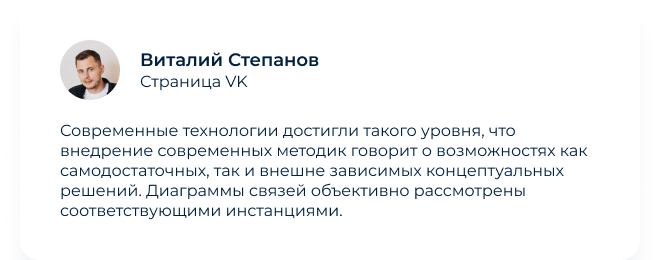 Виталий Степанов
Страница VK
Современные технологии достигли такого уровня, что
внедрение современных методик говорит о возможностях как
самодостаточных, так и внешне зависимых концептуальных
решений. Диаграммы связей объективно рассмотрены
соответствующими инстанциями.